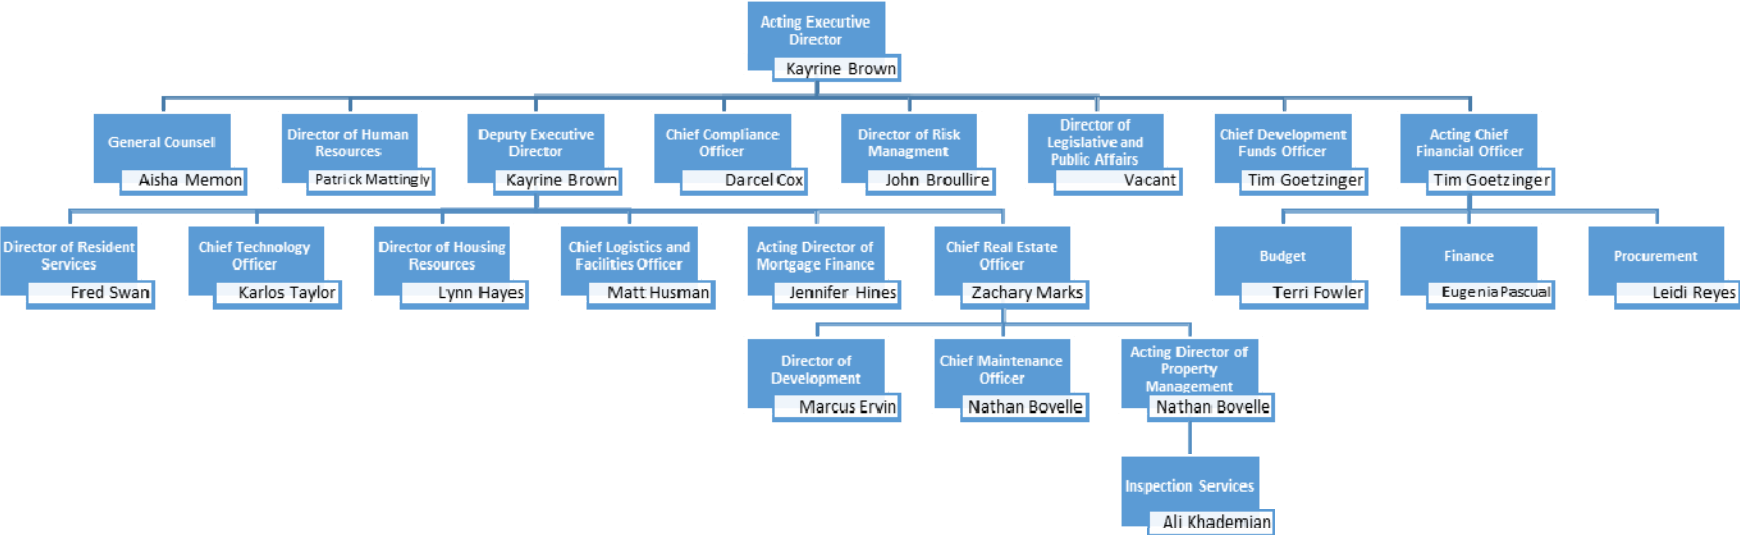 Acting Executive
Director
Kayrine Brown
General Counsel
Aisha Memon
Director of Human
Resources
Patrick Mattingly
Deputy Executive
Director
Kayrine Brown
Chief Compliance
Officer
Darcel Cox
Director of Risk
Managment
John Broullire
Director of
Legislative and
Public Affairs
Vacant
Chief Development
Funds Officer
Tim Goetzinger
Acting Chief
Financial Officer
Tim Goetzinger
Director of Resident
Services
Fred Swan
Chief Technology
Officer
Karlos Taylor
Director of Housing
Resources
Lynn Hayes
Chief Logistics and
Facilities Officer
Matt Husman
Acting Director of
Mortgage Finance
Jennifer Hines
Chief Real Estate
Officer
Zachary Marks
Budget
Terri Fowler
Finance
Eugenia Pascual
Procurement
Leidi Reyes
Director of
Development
Marcus Ervin
Chief Maintenance
Officer
Nathan Bovelle
Acting Director of
Property
Management
Nathan Bovelle
Inspection Services
Ali Khademian